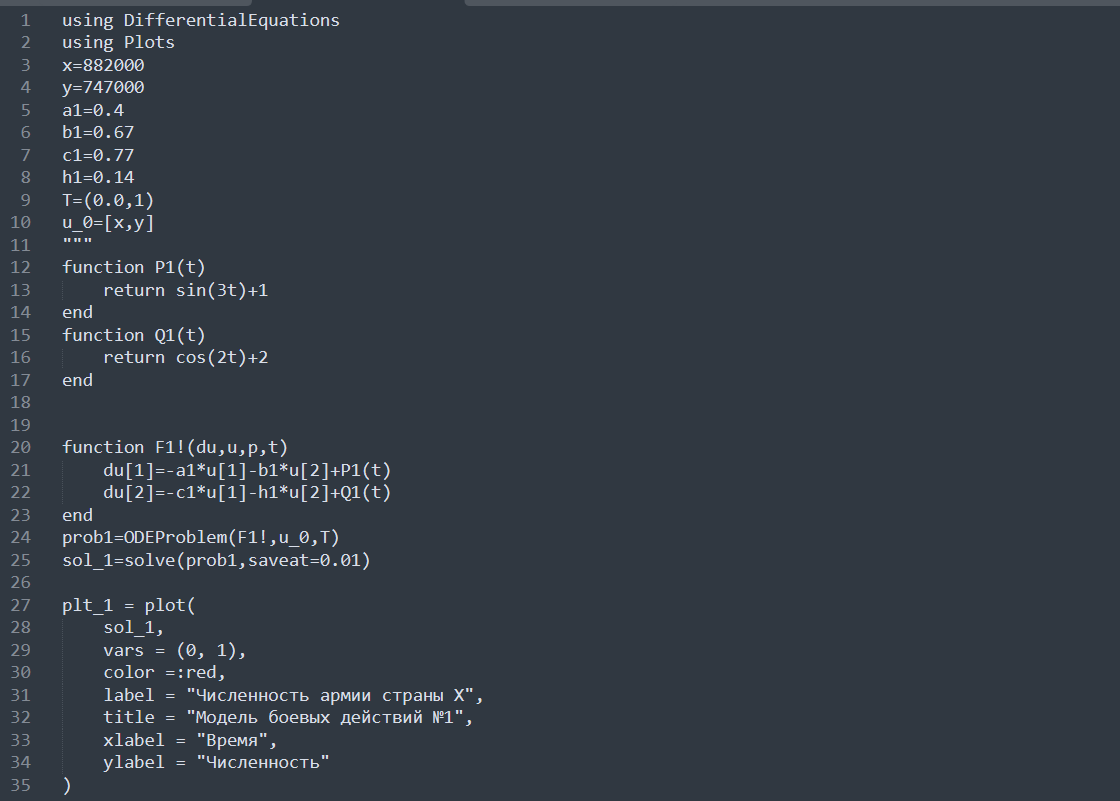 1 using DifferentialEquations
2 using Plots
3 x=882000
4 y=747000
5 a1=0.4
6 b1=0.67
7 c1=0.77
8 h1=0.14
9 T=(0.0,1)
10 u_0=[x,y]
11 """
12 function P1(t)
13     return sin(3t)+1
14 end
15 function Q1(t)
16     return cos(2t)+2
17 end
18
19
20 function F1!(du,u,p,t)
21     du[1]=-a1*u[1]-b1*u[2]+P1(t)
22     du[2]=-c1*u[1]-h1*u[2]+Q1(t)
23 end
24 prob1=ODEProblem(F1!,u_0,T)
25 sol_1=solve(prob1,saveat=0.01)
26
27 plt_1 = plot(
28     sol_1,
29     vars = (0, 1),
30     color =:red,
31     label = "Численность армии страны X",
32     title = "Модель боевых действий №1",
33     xlabel = "Время",
34     ylabel = "Численность"
35 )